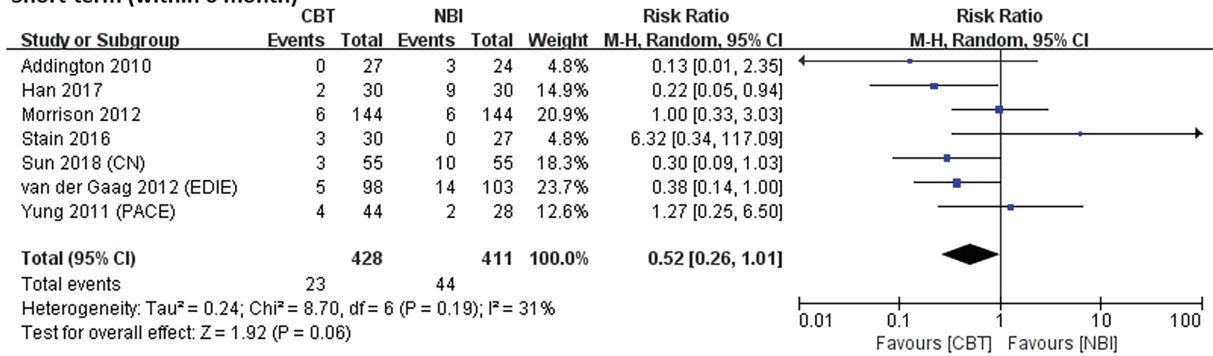 Short-term (within 6 month)
CBT NBI Risk Ratio Risk Ratio
Study or Subgroup Events Total Events Total Weight M-H, Random, 95% CI M-H, Random, 95% CI
Addington 2010 0 27 3 24 4.8% 0.13 [0.01, 2.35]
Han 2017 2 30 9 30 14.9% 0.22 [0.05, 0.94]
Morrison 2012 6 144 6 144 20.9% 1.00 [0.33, 3.03]
Stain 2016 3 30 0 27 4.8% 6.32 [0.34, 117.09]
Sun 2018 (CN) 3 55 10 55 18.3% 0.30 [0.09, 1.03]
van der Gaag 2012 (EDIE) 5 98 14 103 23.7% 0.38 [0.14, 1.00]
Yung 2011 (PACE) 4 44 2 28 12.6% 1.27 [0.25, 6.50]
Total (95% CI) 428 411 100.0% 0.52 [0.26, 1.01]
Total events 23 44
Heterogeneity: Tau² = 0.24; Chi² = 8.70, df = 6 (P = 0.19); I² = 31%
Test for overall effect: Z = 1.92 (P = 0.06)
0.01 0.1 1 10 100
Favours [CBT] Favours [NBI]